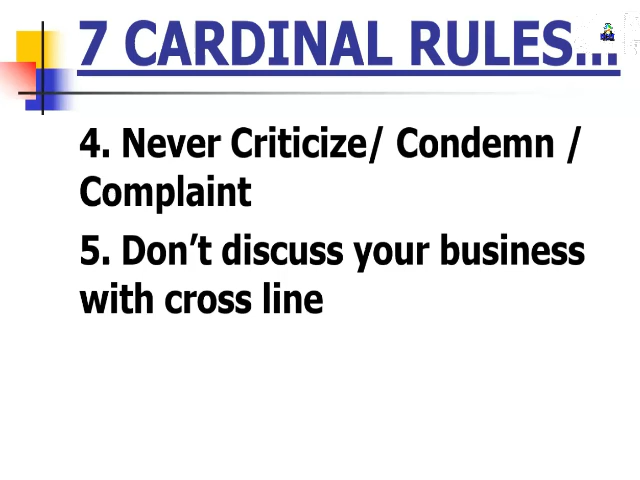 7 CARDINAL RULES...
4. Never Criticize/ Condemn /
Complaint
5. Don’t discuss your business
with cross line